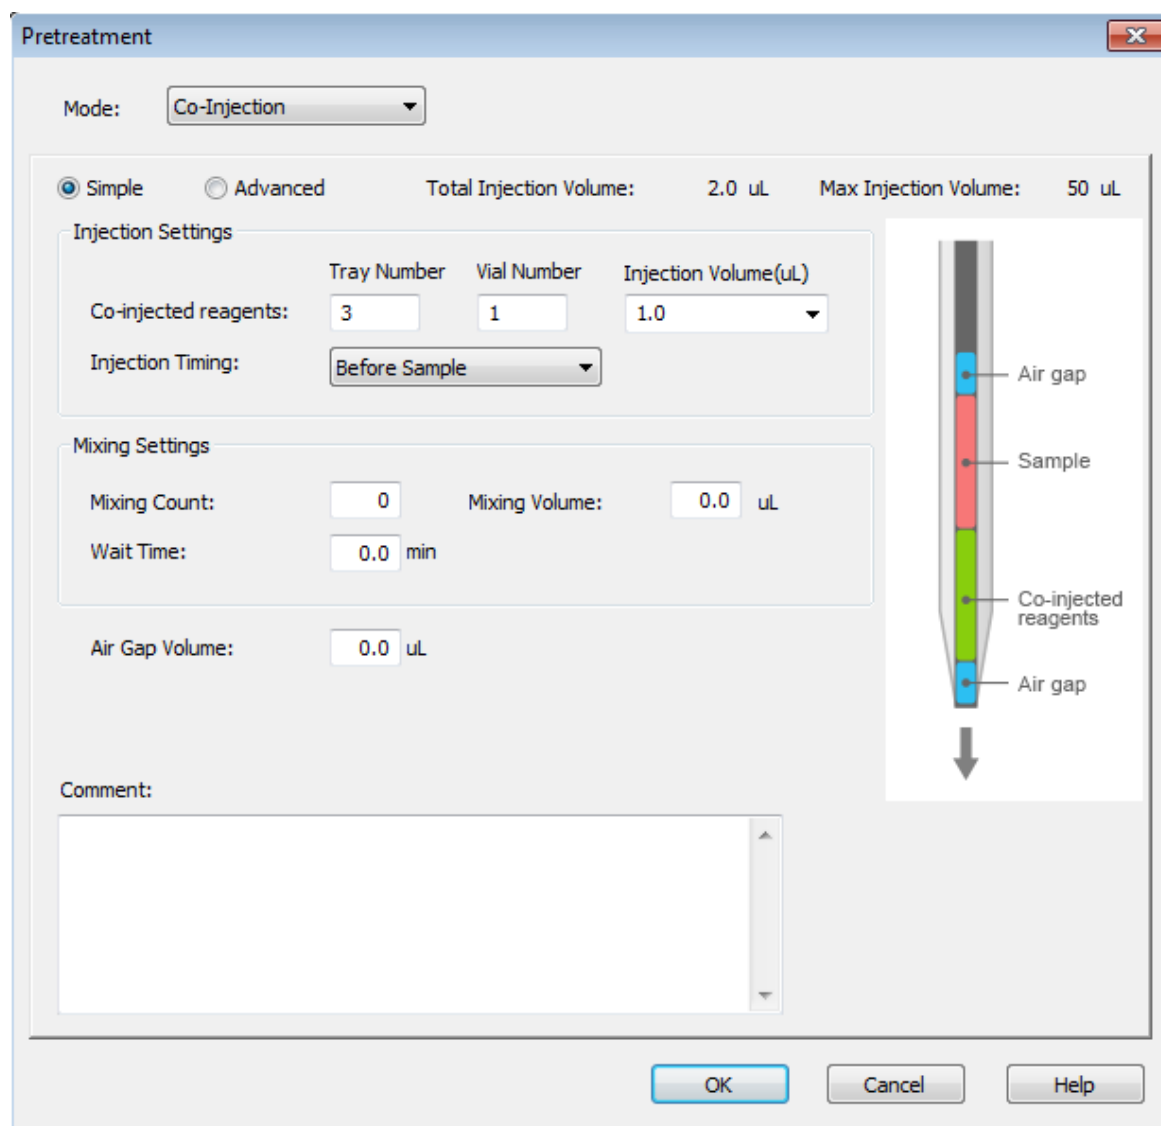 Pretreatment
Mode: Co-Injection
Simple Advanced Total Injection Volume: 2.0 uL Max Injection Volume: 50 uL
Injection Settings
Tray Number Vial Number Injection Volume(uL)
Co-injected reagents: 3 1 1.0
Injection Timing: Before Sample
Air gap
Sample
Co-injected
reagents
Air gap
Mixing Settings
Mixing Count: 0 Mixing Volume: 0.0 uL
Wait Time: 0.0 min
Air Gap Volume: 0.0 uL
Comment:
OK Cancel Help